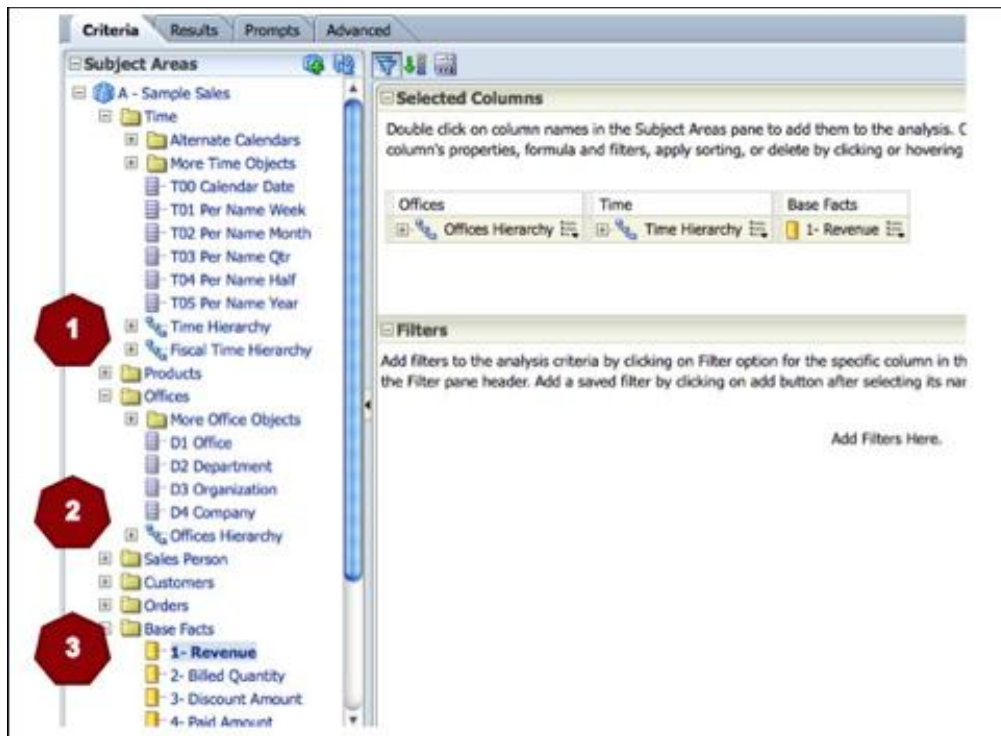 Criteria Results Prompts Advanced
Subject Areas
A - Sample Sales
Time
Alternate Calendars
More Time Objects
T00 Calendar Date
T01 Per Name Week
T02 Per Name Month
T03 Per Name Qtr
T04 Per Name Half
T05 Per Name Year
1
Time Hierarchy
Fiscal Time Hierarchy
Products
Offices
More Office Objects
D1 Office
D2 Department
D3 Organization
2
D4 Company
Offices Hierarchy
Sales Person
Customers
Orders
Base Facts
3
1- Revenue
2- Billed Quantity
3- Discount Amount
4- Paid Amount
Selected Columns
Double click on column names in the Subject Areas pane to add them to the analysis.
column's properties, formula and filters, apply sorting, or delete by clicking or hovering
Offices Time Base Facts
Offices Hierarchy Time Hierarchy 1- Revenue
Filters
Add filters to the analysis criteria by clicking on Filter option for the specific column in th
the Filter pane header. Add a saved filter by clicking on add button after selecting its nar
Add Filters Here.